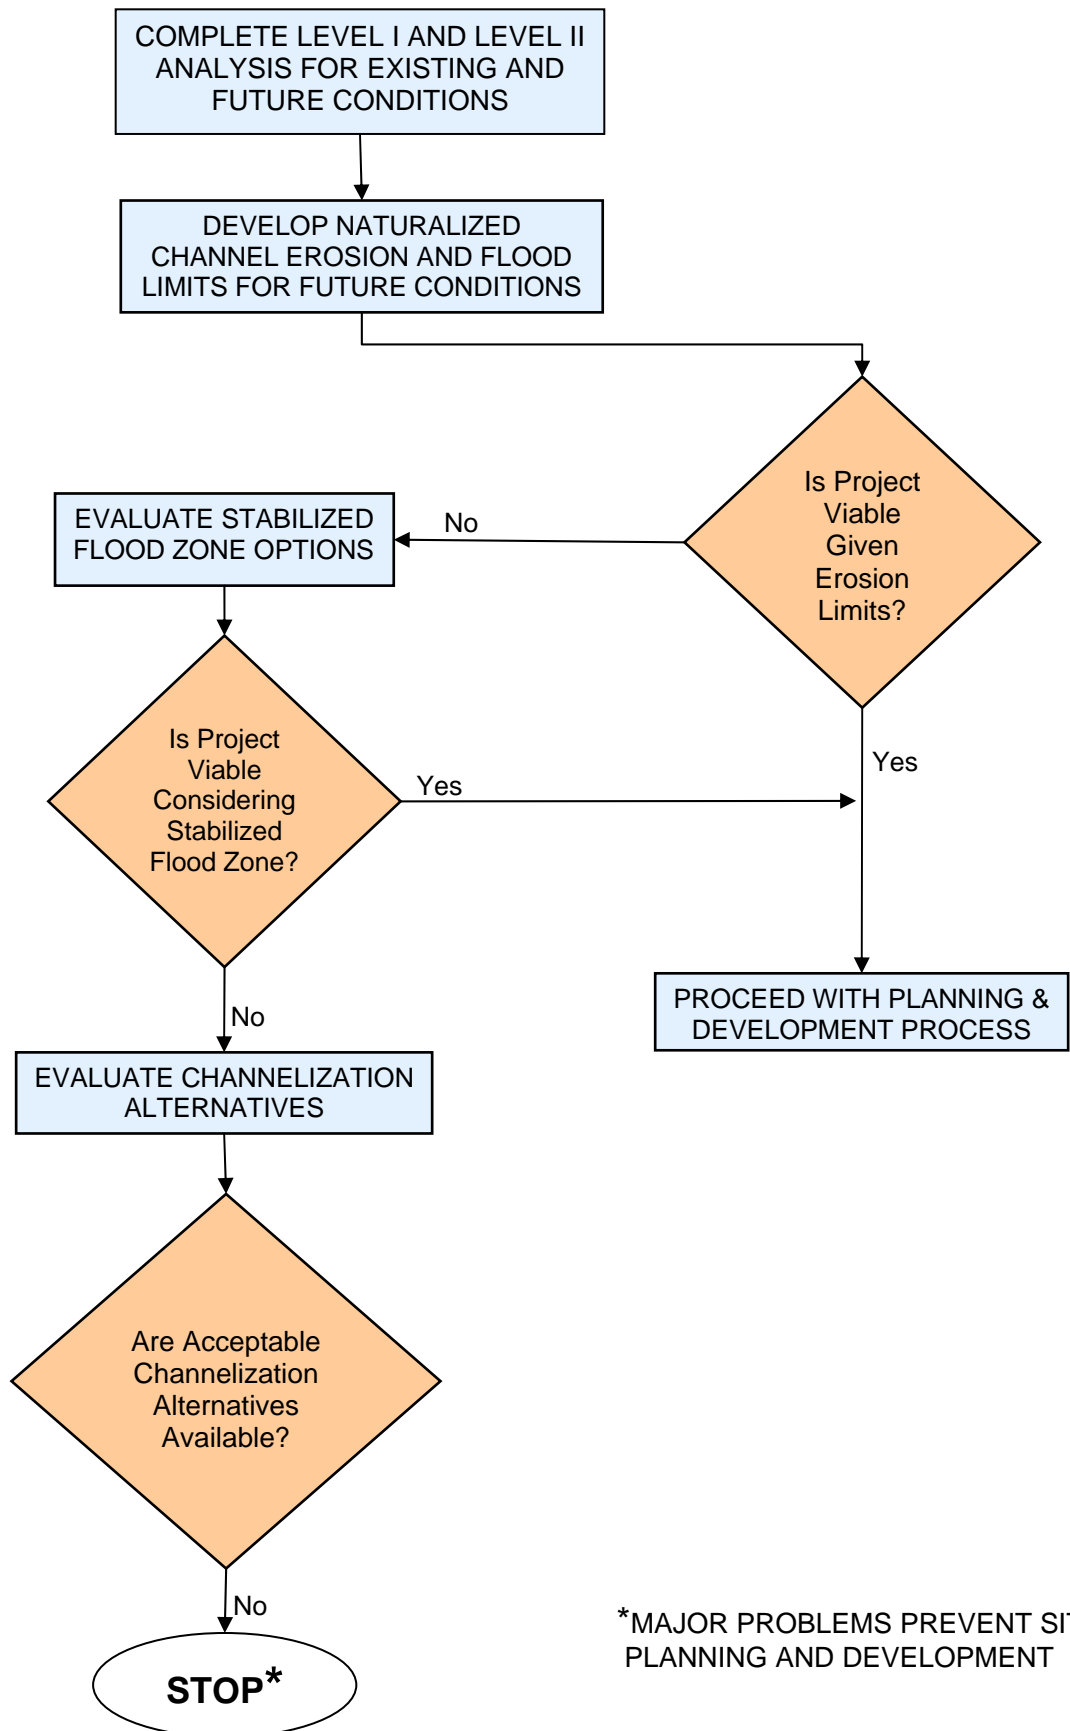 COMPLETE LEVEL I AND LEVEL II
ANALYSIS FOR EXISTING AND
FUTURE CONDITIONS
DEVELOP NATURALIZED
CHANNEL EROSION AND FLOOD
LIMITS FOR FUTURE CONDITIONS
Is Project
Viable
Given
Erosion
Limits?
No
EVALUATE STABILIZED
FLOOD ZONE OPTIONS
Is Project
Viable
Considering
Stabilized
Flood Zone?
Yes
Yes
PROCEED WITH PLANNING &
DEVELOPMENT PROCESS
No
EVALUATE CHANNELIZATION
ALTERNATIVES
Are Acceptable
Channelization
Alternatives
Available?
No
STOP*
*MAJOR PROBLEMS PREVENT
PLANNING AND DEVELOPMENT